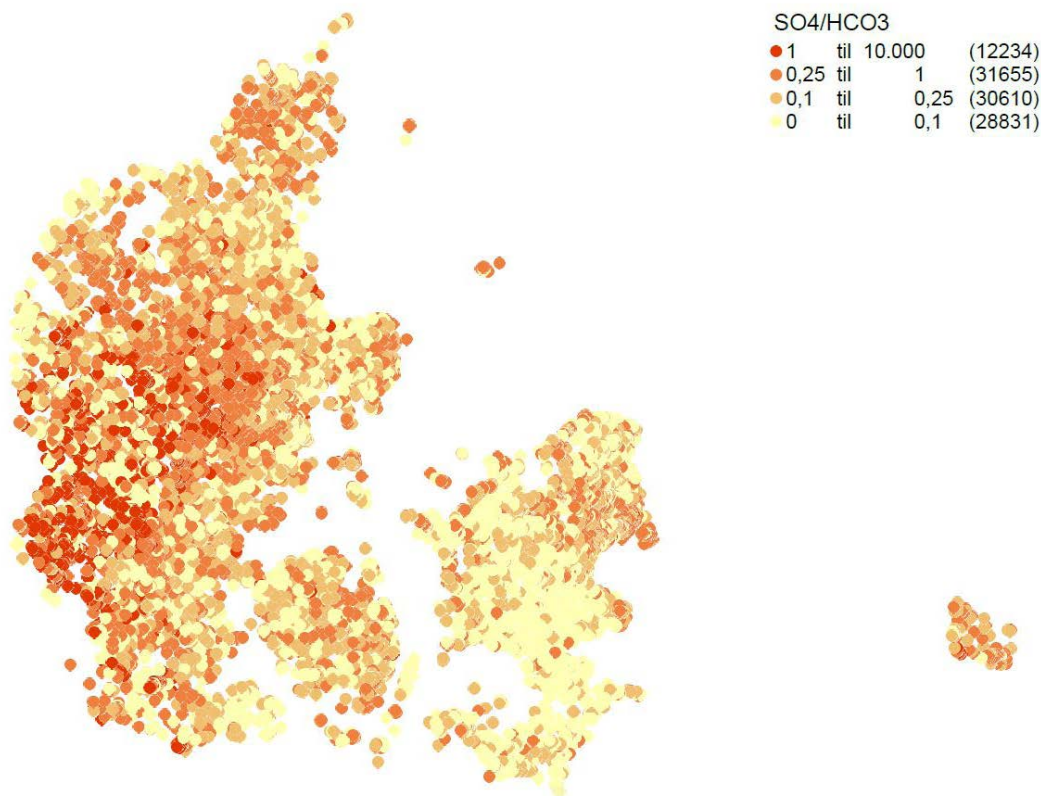 SO4/HCO3
1 til 10.000 (12234)
0,25 til 1 (31655)
0,1 til 0,25 (30610)
0 til 0,1 (28831)